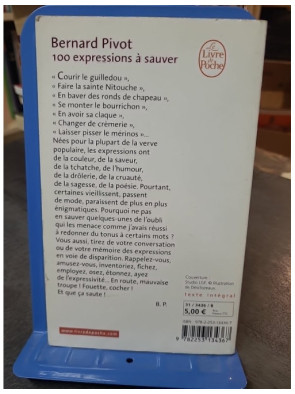 Bernard Pivot
100 expressions à sauver
Le
Livre
de
Poche
« Courir le guilledou »,
« Faire la sainte Nitouche »,
« En baver des ronds de chapeau »,
« Se monter le bourrichon »,
« En avoir sa claque »,
« Changer de crémerie »,
« Laisser pisser le mérinos »...
Nées pour la plupart de la verve
populaire, les expressions ont
de la couleur, de la saveur,
de la tchatche, de l'humour,
de la drôlerie, de la cruauté,
de la sagesse, de la poésie. Pourtant,
certaines vieillissent, passent
de mode, paraissent de plus en plus
énigmatiques. Pourquoi ne pas
en sauver quelques-unes de l'oubli
qui les menace comme j'avais réussi
à redonner du tonus à certains mots ?
Vous aussi, tirez de votre conversation
ou de votre mémoire des expressions
en voie de disparition. Rappelez-vous,
amusez-vous, inventoriez, fichez,
employez, osez, étonnez, ayez
de l'expressivité... En route, mauvaise
troupe ! Fouette, cocher !
Et que ça saute !
B. P.
Couverture :
texte intégral
5,00 €
www.livredepoche.com
9 782253 134367